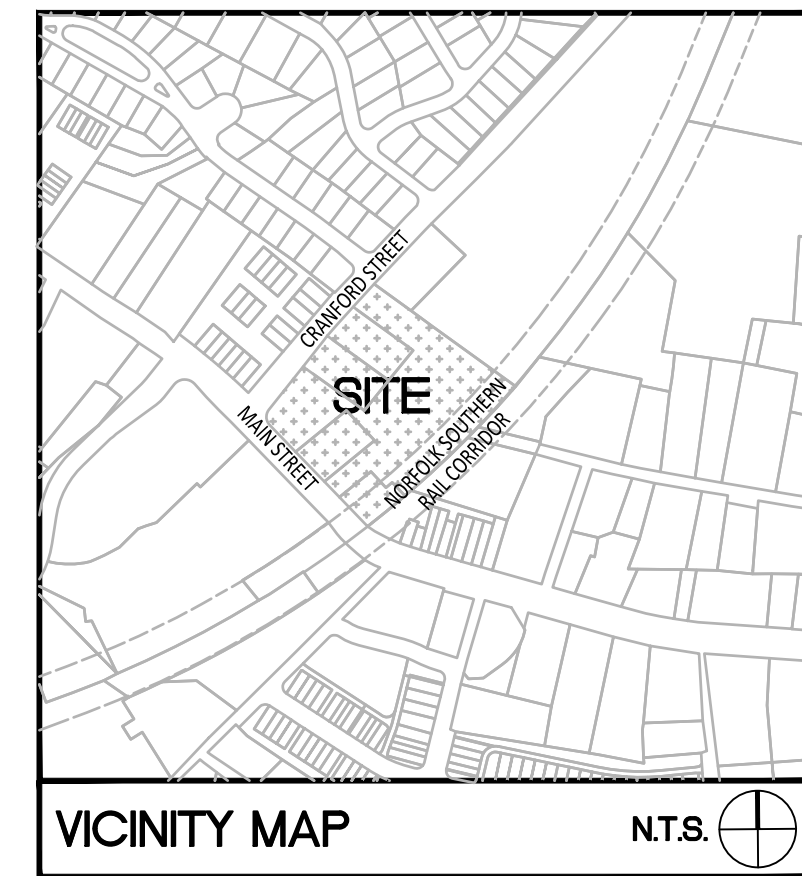 CRANFORD STREET
SITE
MAIN STREET
NORFOLK SOUTHERN
RAIL CORRIDOR
VICINITY MAP
N.T.S.